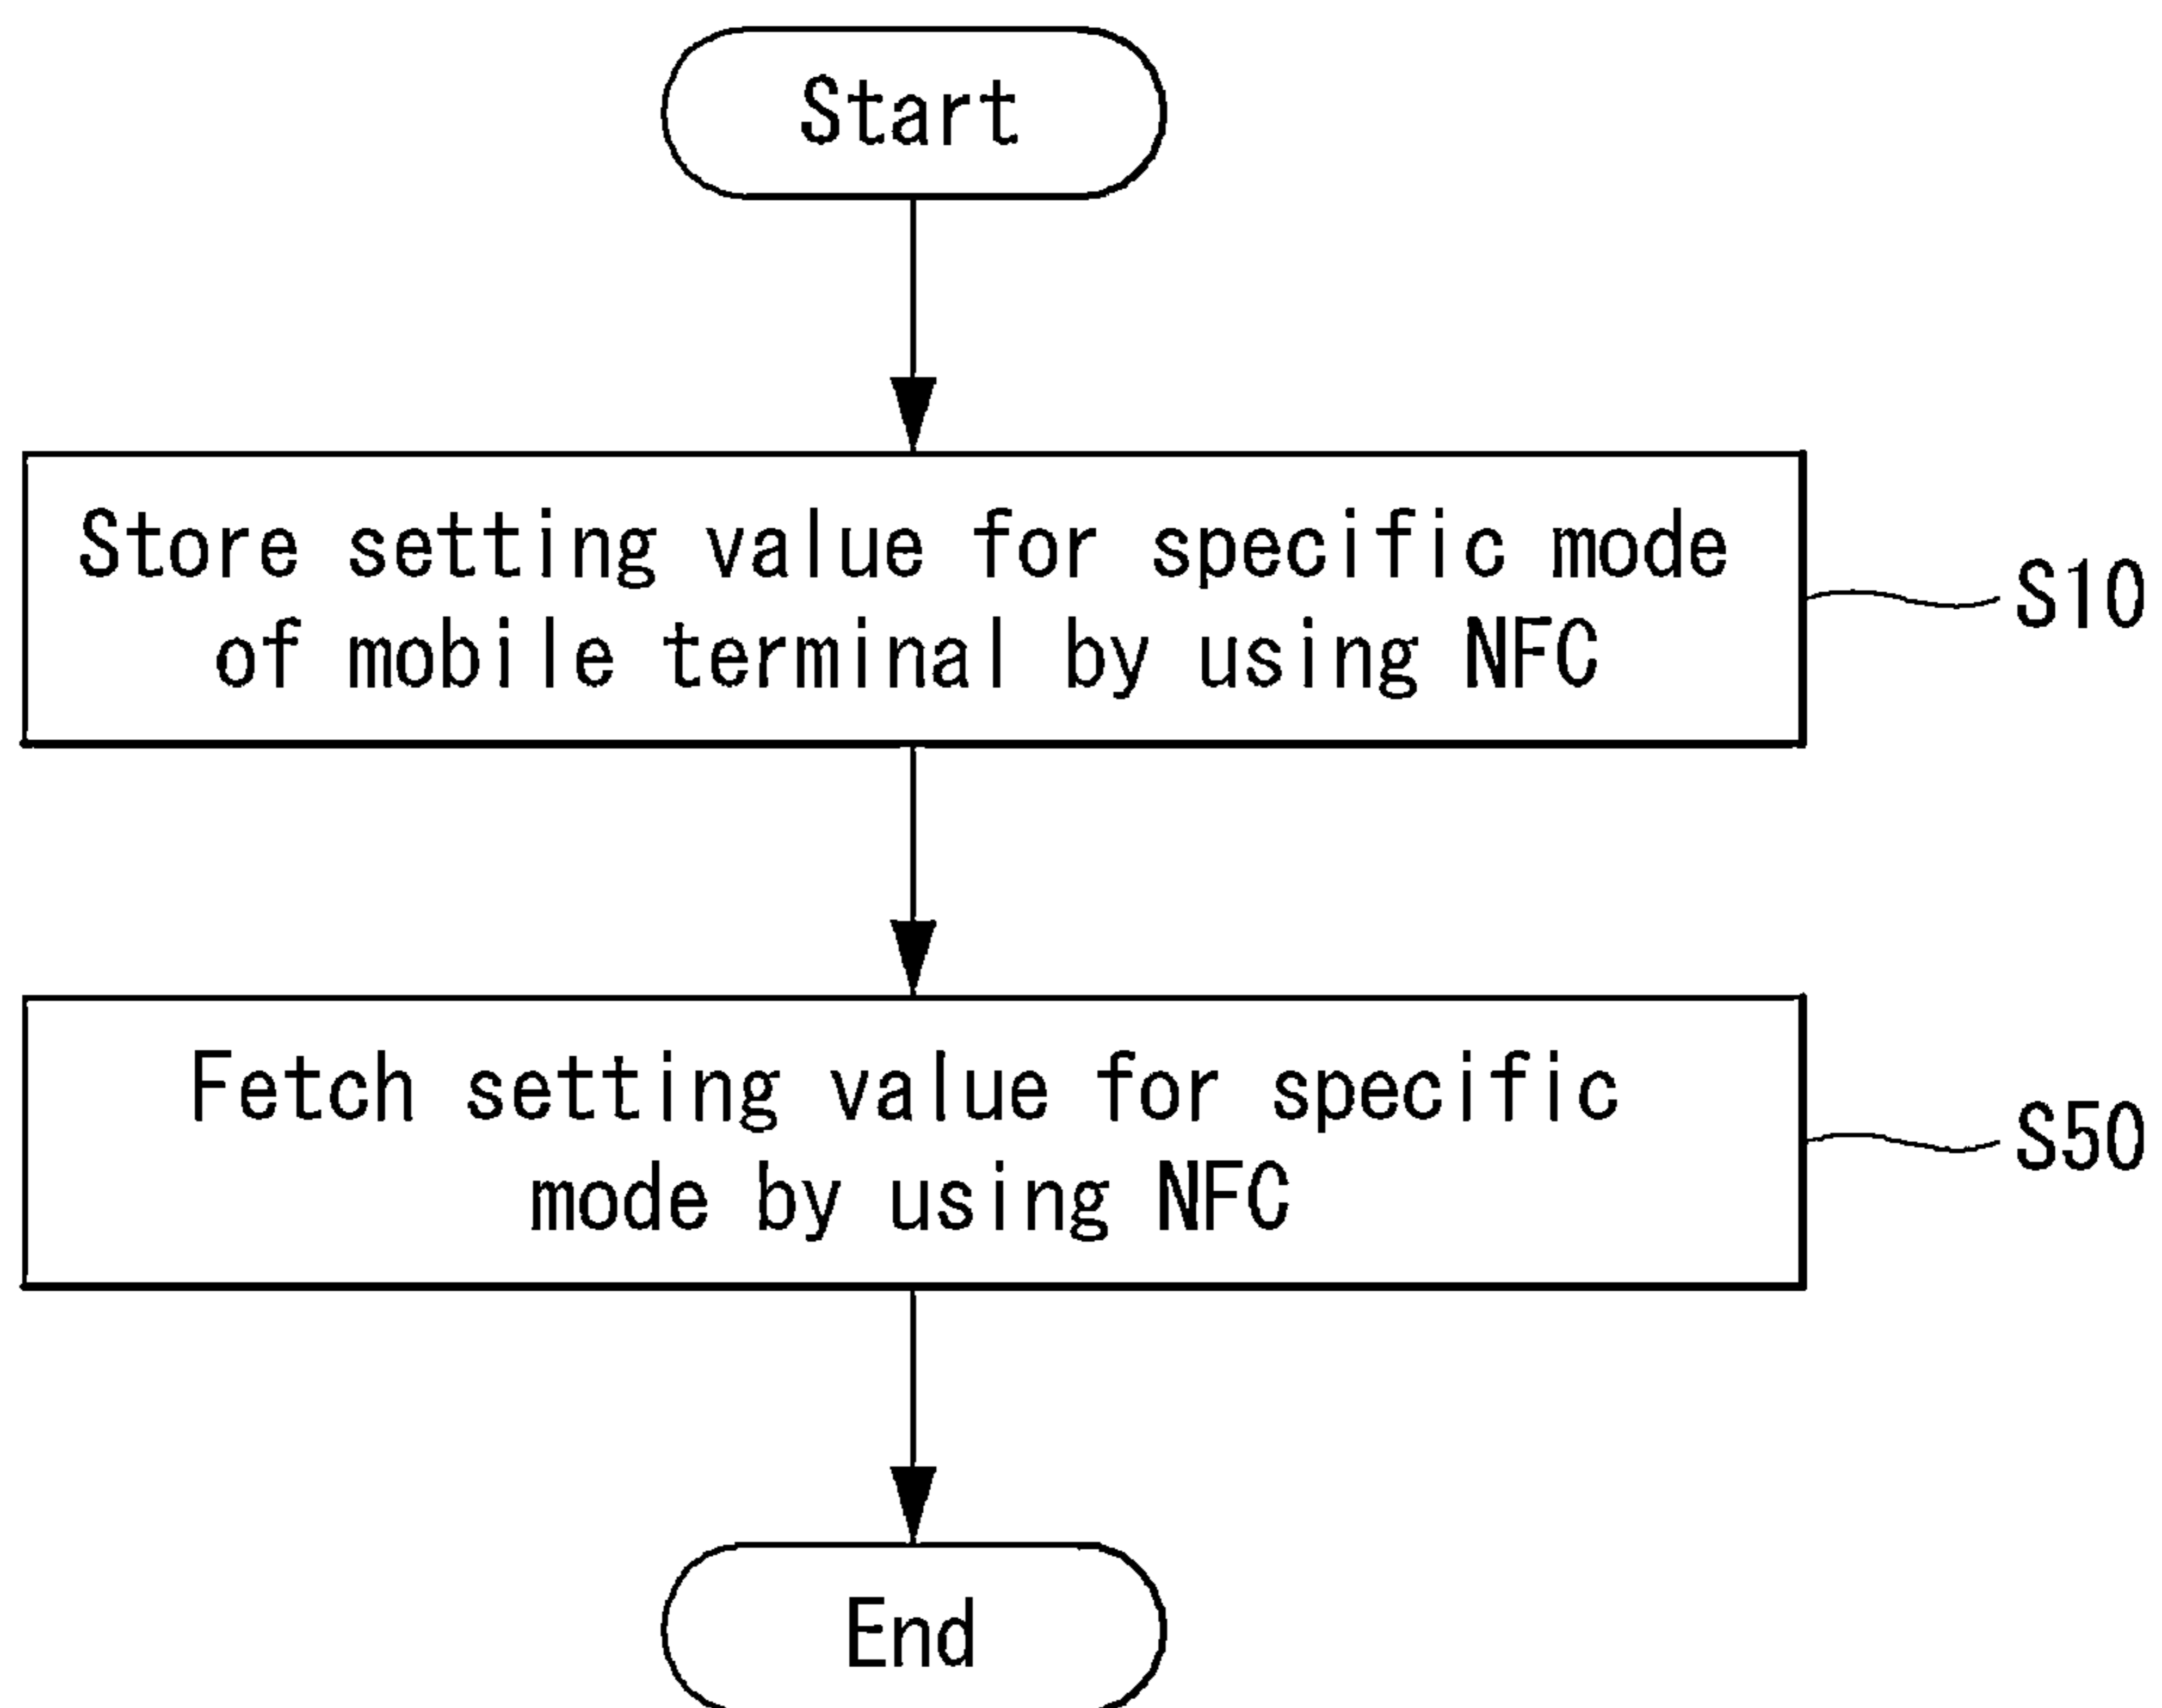 Start
Store setting value for specific mode
of mobile terminal by using NFC
S10
Fetch setting value for specific
mode by using NFC
S50
End